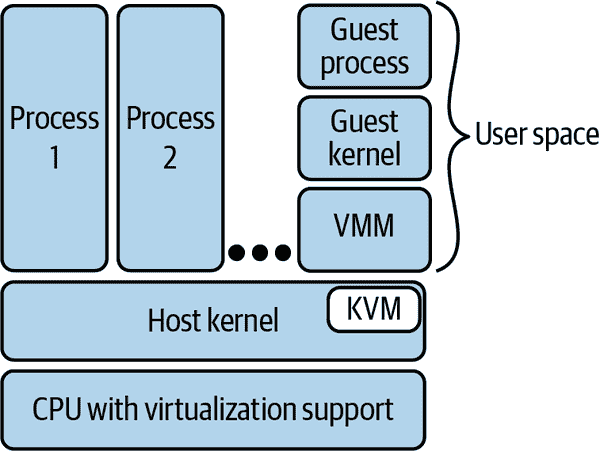 Process
1
Process
2
Guest
process
Guest
kernel
VMM
User space
Host kernel
KVM
CPU with virtualization support